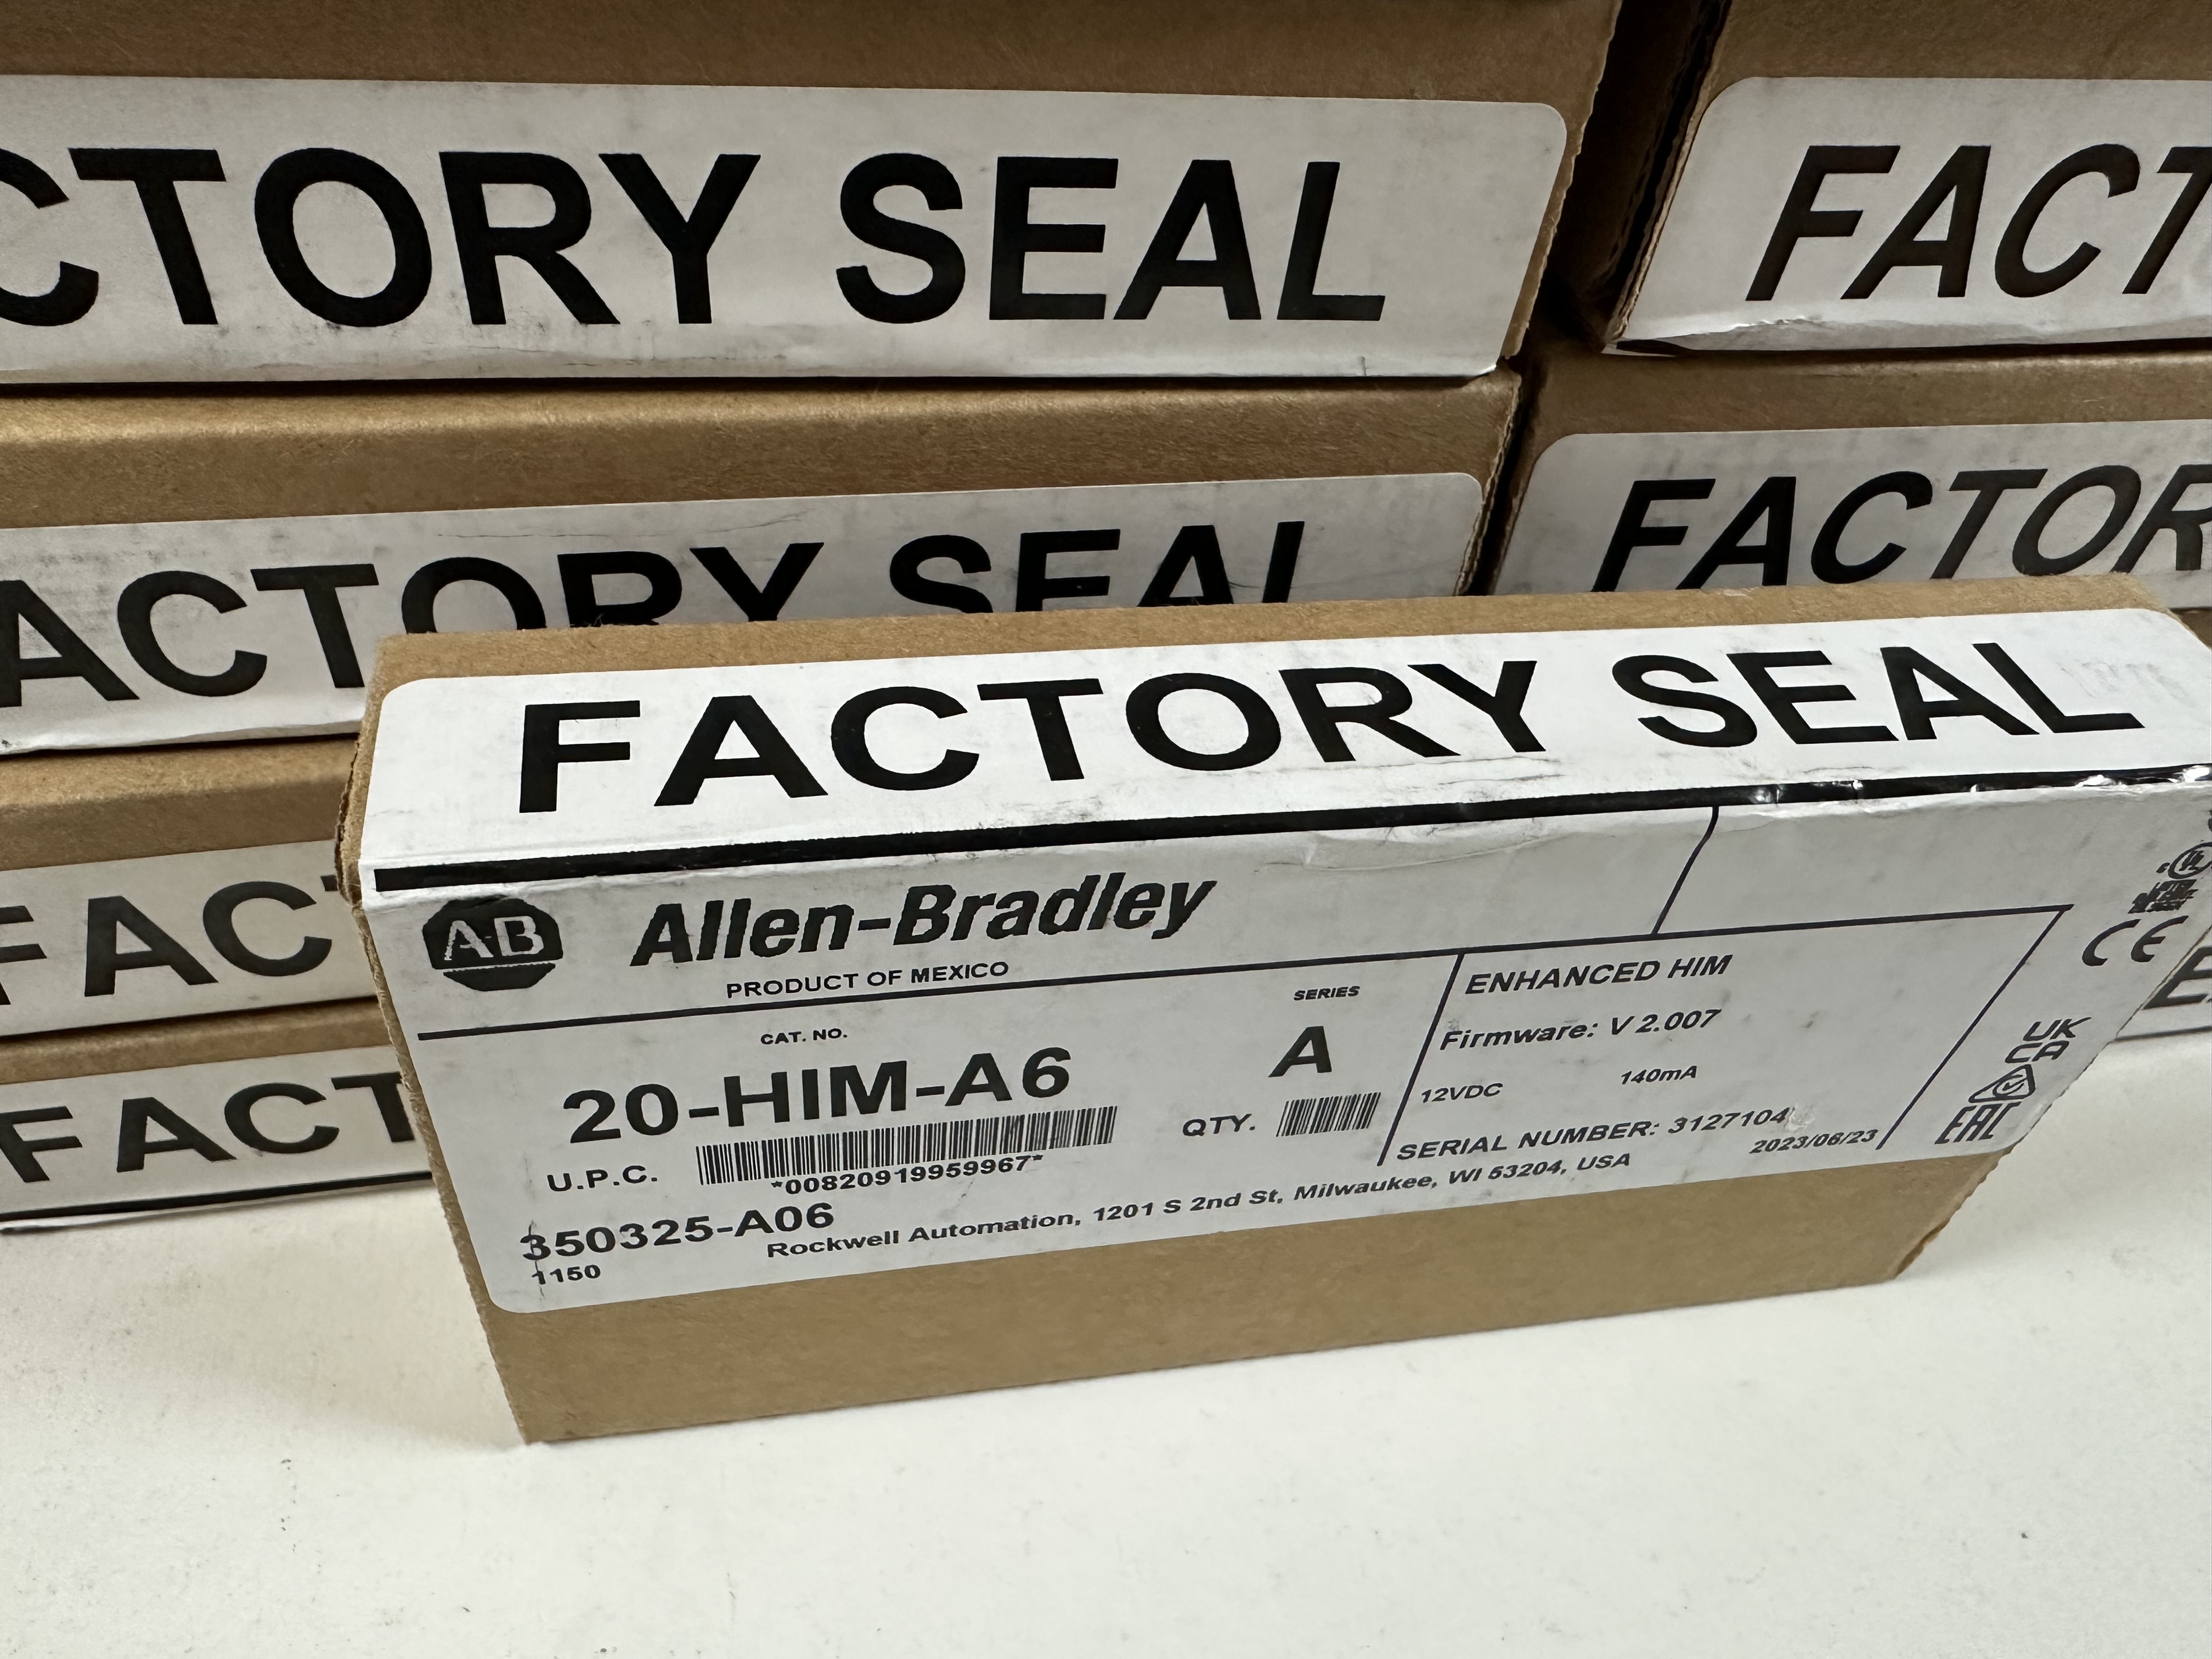 CTORY SEAL
FACT
ACTORY SEAL
FACTOR
FACT
FACT
FACTORY SEAL
AB Allen-Bradley
PRODUCT OF MEXICO
CAT. NO.
SERIES
20-HIM-A6
A
U.P.C.
*00820919959967*
QTY.
350325-A06
1150
ENHANCED HIM
Firmware: V 2.007
12VDC 140mA
SERIAL NUMBER: 3127104
2023/06/23
Rockwell Automation, 1201 S 2nd St, Milwaukee, WI 53204, USA
UL
CE
UK
CA
EAC